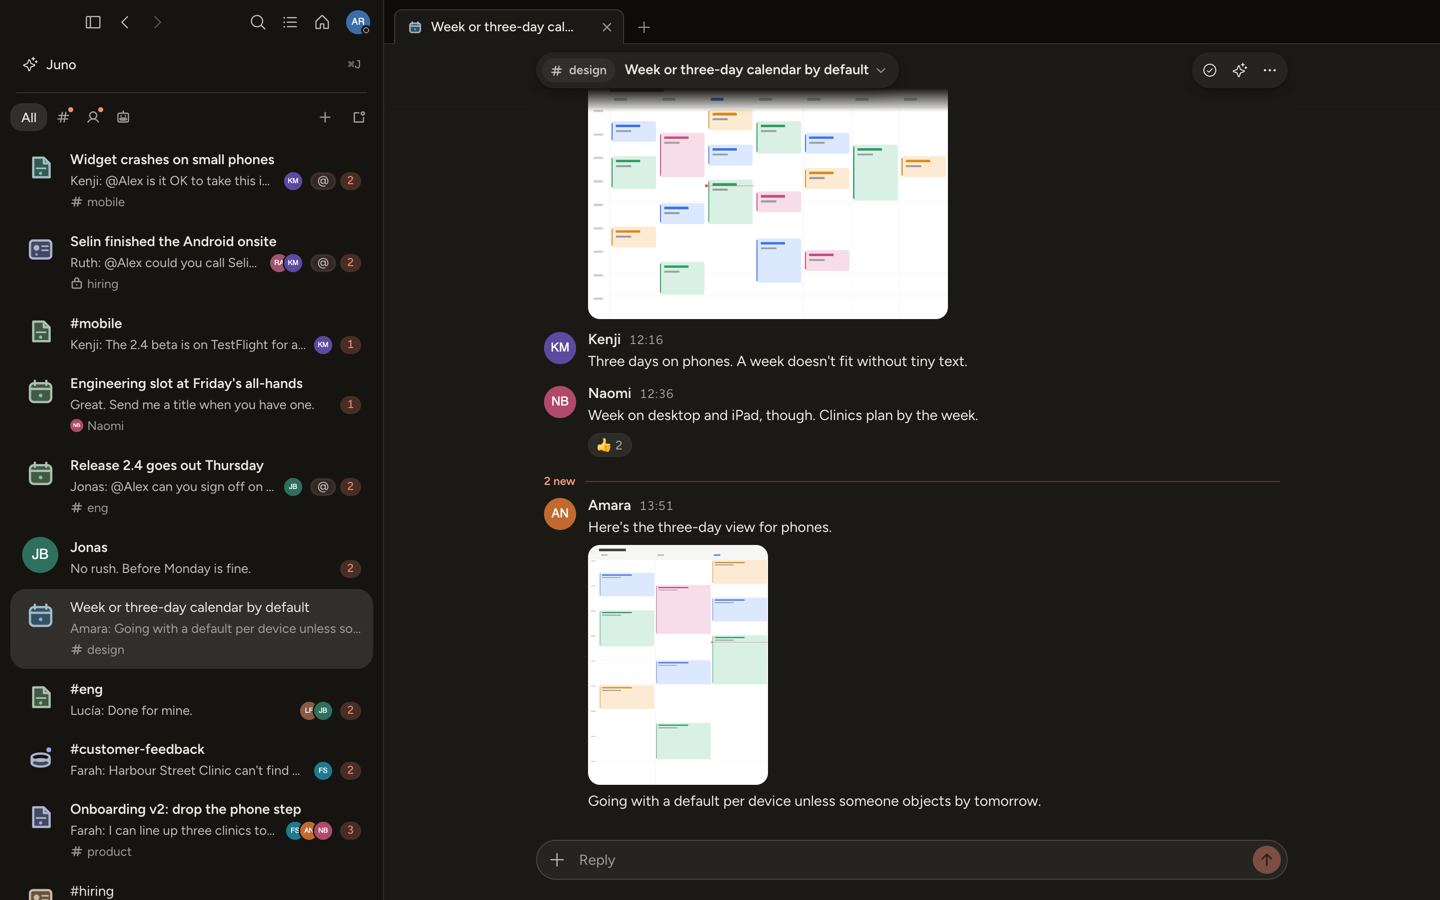 AR
Juno
⌘J
All
Widget crashes on small phones
Kenji: @Alex is it OK to take this i...
KM
@
2
# mobile
Selin finished the Android onsite
Ruth: @Alex could you call Seli...
KM
@
2
hiring
#mobile
Kenji: The 2.4 beta is on TestFlight for a...
KM
1
Engineering slot at Friday's all-hands
Great. Send me a title when you have one.
1
NB
Naomi
Release 2.4 goes out Thursday
Jonas: @Alex can you sign off on ...
JB
@
2
# eng
JB
Jonas
No rush. Before Monday is fine.
2
Week or three-day calendar by default
Amara: Going with a default per device unless so...
# design
#eng
Lucía: Done for mine.
JB
2
#customer-feedback
Farah: Harbour Street Clinic can't find ...
FS
2
Onboarding v2: drop the phone step
Farah: I can line up three clinics to...
NB
3
# product
#hiring
Week or three-day cal...
# design
Week or three-day calendar by default
KM
Kenji 12:16
Three days on phones. A week doesn't fit without tiny text.
NB
Naomi 12:36
Week on desktop and iPad, though. Clinics plan by the week.
👍 2
2 new
AN
Amara 13:51
Here's the three-day view for phones.
Going with a default per device unless someone objects by tomorrow.
Reply